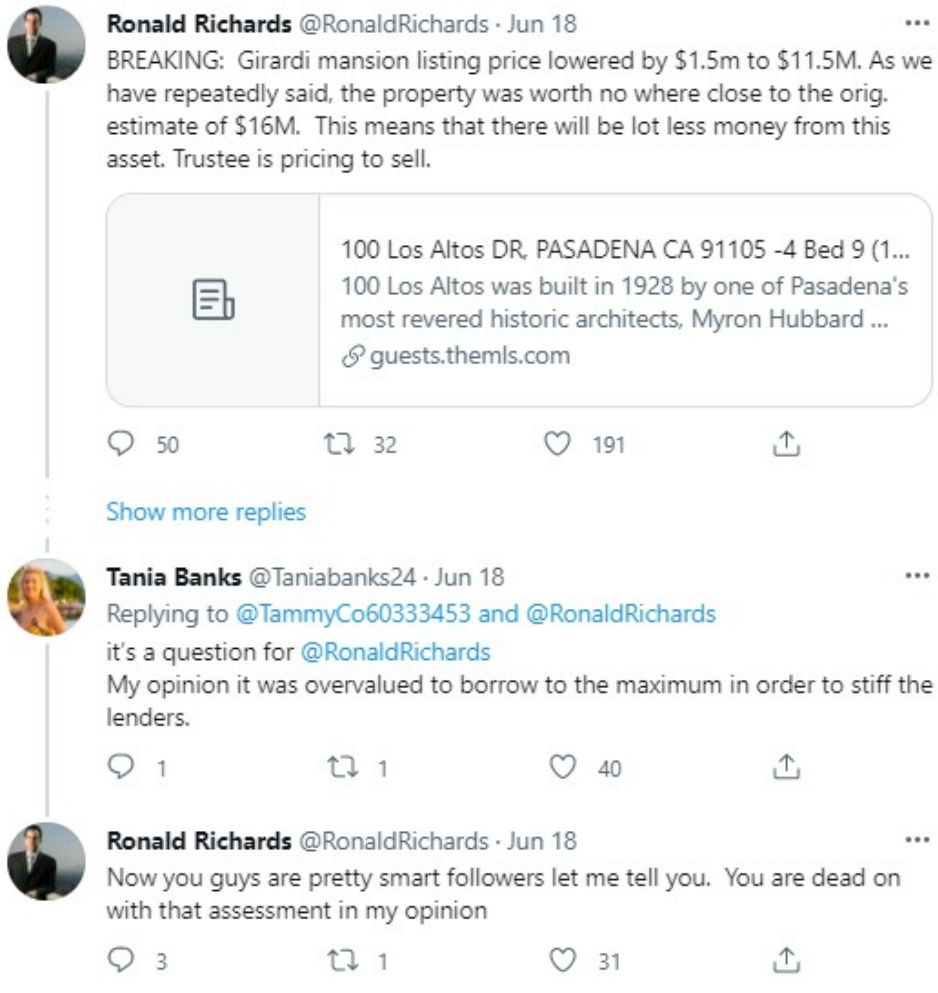 Ronald Richards @RonaldRichards · Jun 18
BREAKING:  Girardi mansion listing price lowered by $1.5m to $11.5M. As we
have repeatedly said, the property was worth no where close to the orig.
estimate of $16M.  This means that there will be lot less money from this
asset. Trustee is pricing to sell.
100 Los Altos DR, PASADENA CA 91105 -4 Bed 9 (1...
100 Los Altos was built in 1928 by one of Pasadena's
most revered historic architects, Myron Hubbard ...
guests.themls.com
50 32 191
Show more replies
Tania Banks @Taniabanks24 · Jun 18
Replying to @TammyCo60333453 and @RonaldRichards
it's a question for @RonaldRichards
My opinion it was overvalued to borrow to the maximum in order to stiff the
lenders.
1 1 40
Ronald Richards @RonaldRichards · Jun 18
Now you guys are pretty smart followers let me tell you.  You are dead on
with that assessment in my opinion
3 1 31